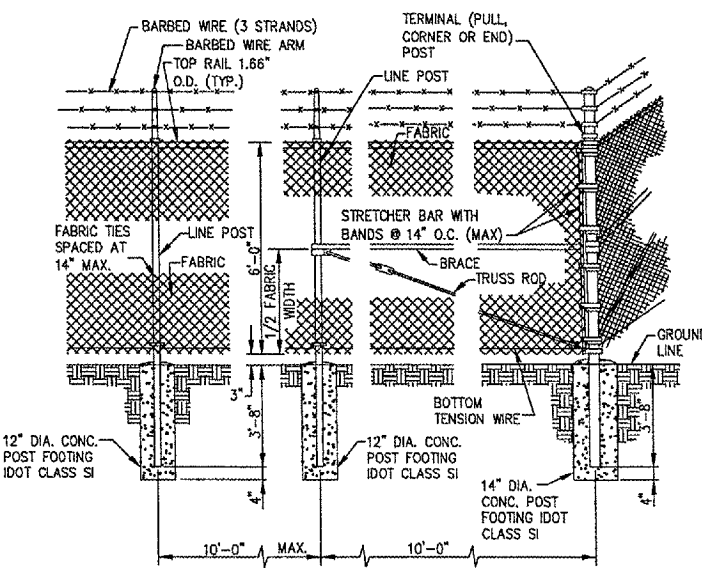 BARBED WIRE (3 STRANDS)
BARBED WIRE ARM
TOP RAIL 1.66"
O.D. (TYP.)
TERMINAL (PULL,
CORNER OR END)
POST
LINE POST
FABRIC
STRETCHER BAR WITH
BANDS @ 14" O.C. (MAX)
FABRIC TIES
SPACED AT
14" MAX.
LINE POST
FABRIC
6'-0"
1/2 FABRIC
WIDTH
BRACE
TRUSS ROD
GROUND
LINE
BOTTOM
TENSION WIRE
3"
3'-8"
3'-8"
12" DIA. CONC.
POST FOOTING
IDOT CLASS SI
12" DIA. CONC.
POST FOOTING
IDOT CLASS SI
14" DIA.
CONC. POST
FOOTING IDOT
CLASS SI
4"
4"
10'-0" MAX.
10'-0"